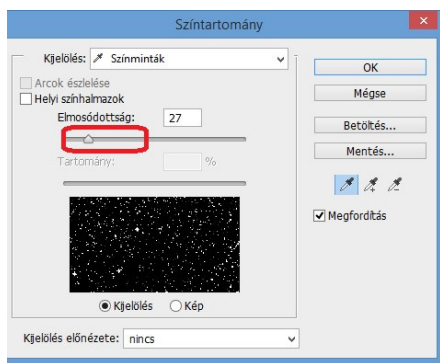 Színtartomány
Kijelölés: Színminták
Arcok észlelése
Helyi színhalmazok
Elmosódottság: 27
Tartomány: %
Kijelölés Kép
Kijelölés előnézete: nincs
OK
Mégse
Betöltés...
Mentés...
Megfordítás